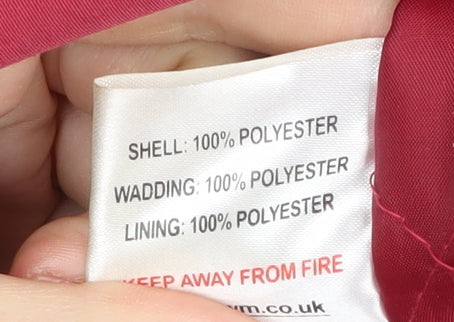 SHELL: 100% POLYESTER
WADDING: 100% POLYESTER
LINING: 100% POLYESTER
KEEP AWAY FROM FIRE